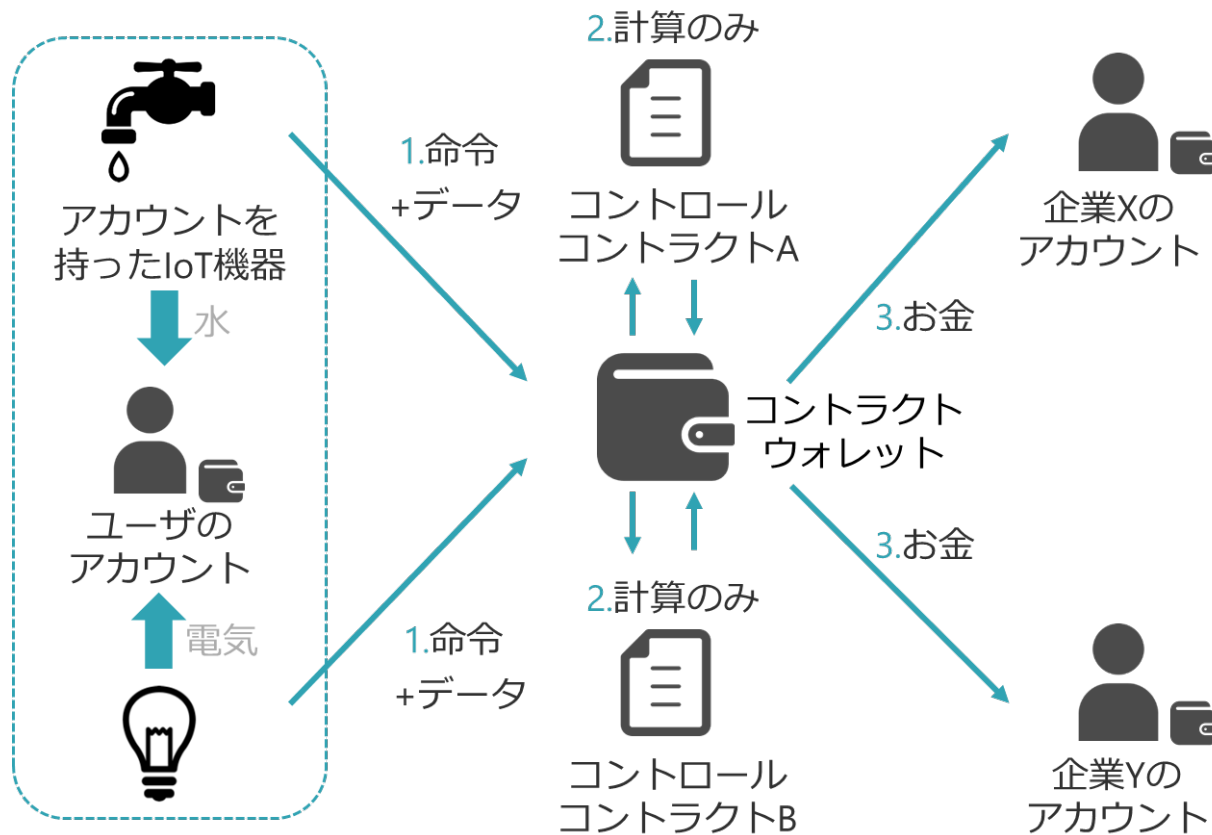 アカウントを
持ったIoT機器
水
ユーザの
アカウント
電気
1.命令
+データ
1.命令
+データ
2.計算のみ
コントロール
コントラクトA
コントラクト
ウォレット
2.計算のみ
コントロール
コントラクトB
3.お金
3.お金
企業Xの
アカウント
企業Yの
アカウント